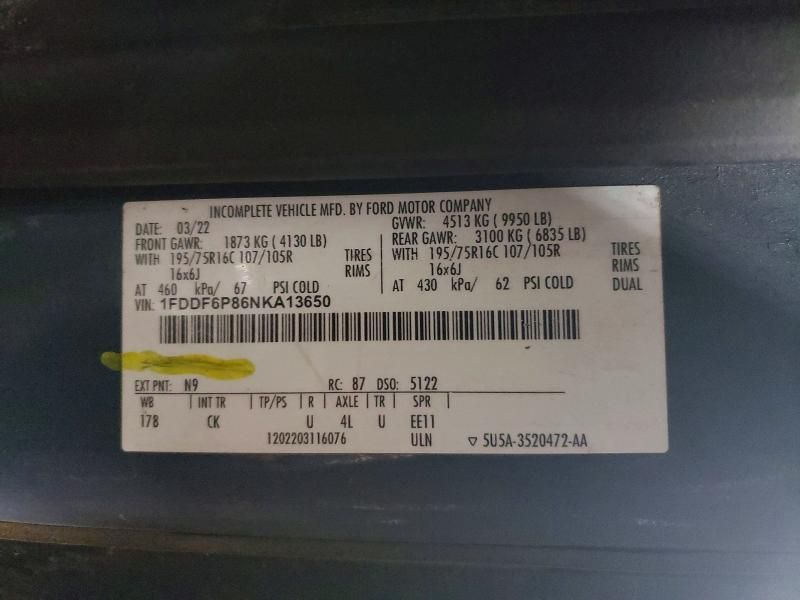 INCOMPLETE VEHICLE MFD. BY FORD MOTOR COMPANY
DATE: 03/22 GVWR: 4513 KG ( 9950 LB)
FRONT GAWR: 1873 KG ( 4130 LB) REAR GAWR: 3100 KG ( 6835 LB)
WITH 195/75R16C 107/105R TIRES WITH 195/75R16C 107/105R TIRES
16x6J RIMS 16x6J RIMS
AT 460 kPa/ 67 PSI COLD AT 430 kPa/ 62 PSI COLD DUAL
VIN: 1FDDF6P86NKA13650
EXT PNT: N9 RC: 87 DSO: 5122
WB | INT TR | TP/PS | R | AXLE | TR | SPR |
178 CK U 4L U EE11
1202203116076 ULN ▽ 5U5A-3520472-AA